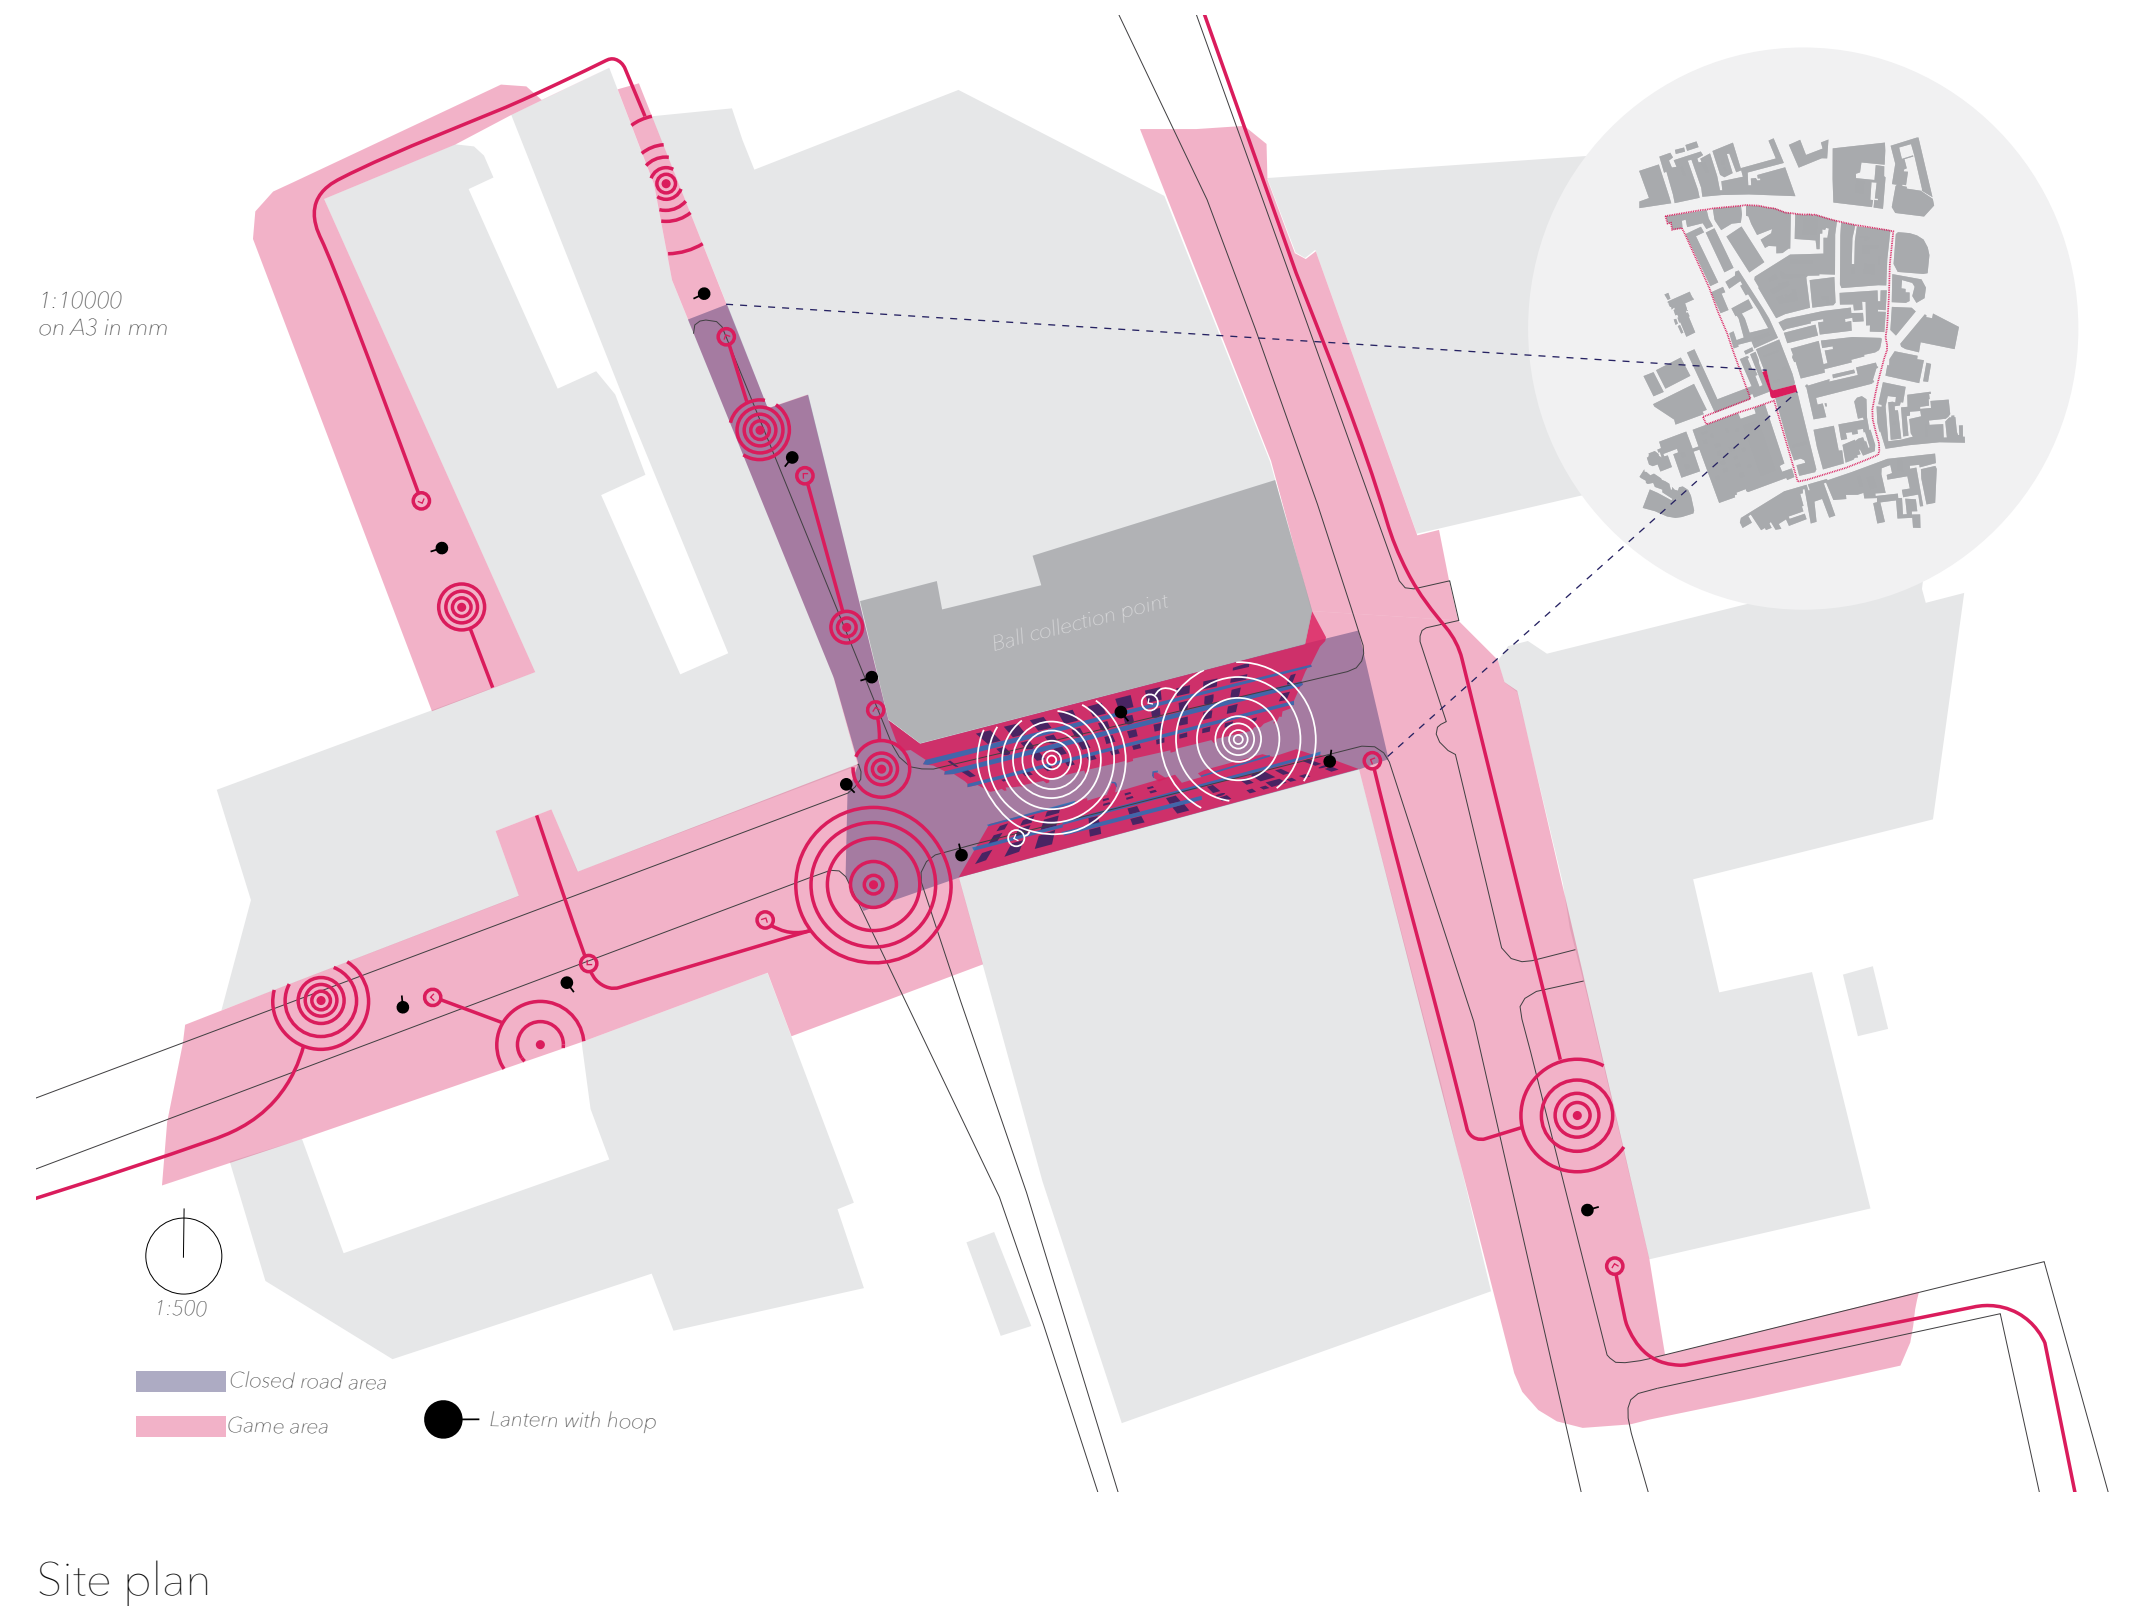 1:10000
on A3 in mm
Ball collection point
1:500
Closed road area
Game area
Lantern with hoop
Site plan